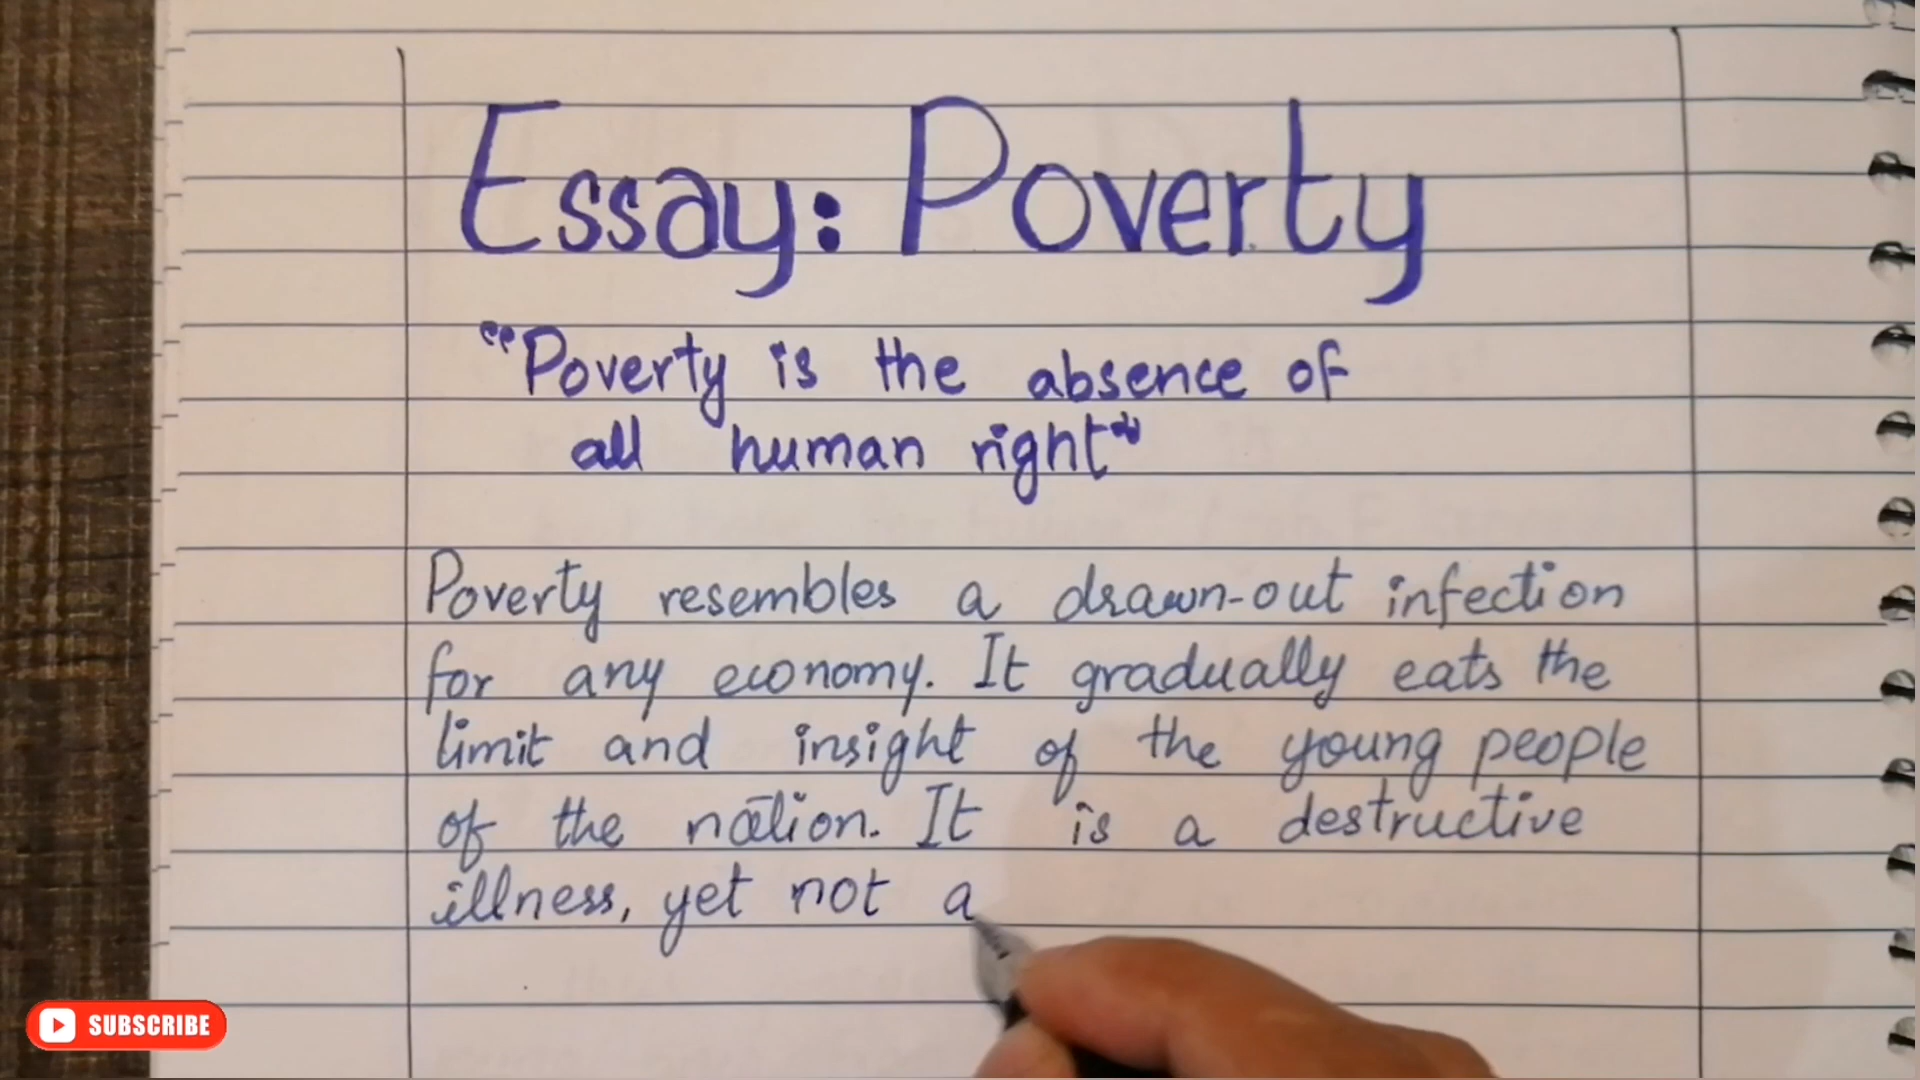 Essay: Poverty
"Poverty is the absence of
all human right"
Poverty resembles a drawn-out infection
for any economy. It gradually eats the
limit and insight of the young people
of the nation. It is a destructive
illness, yet not a
SUBSCRIBE